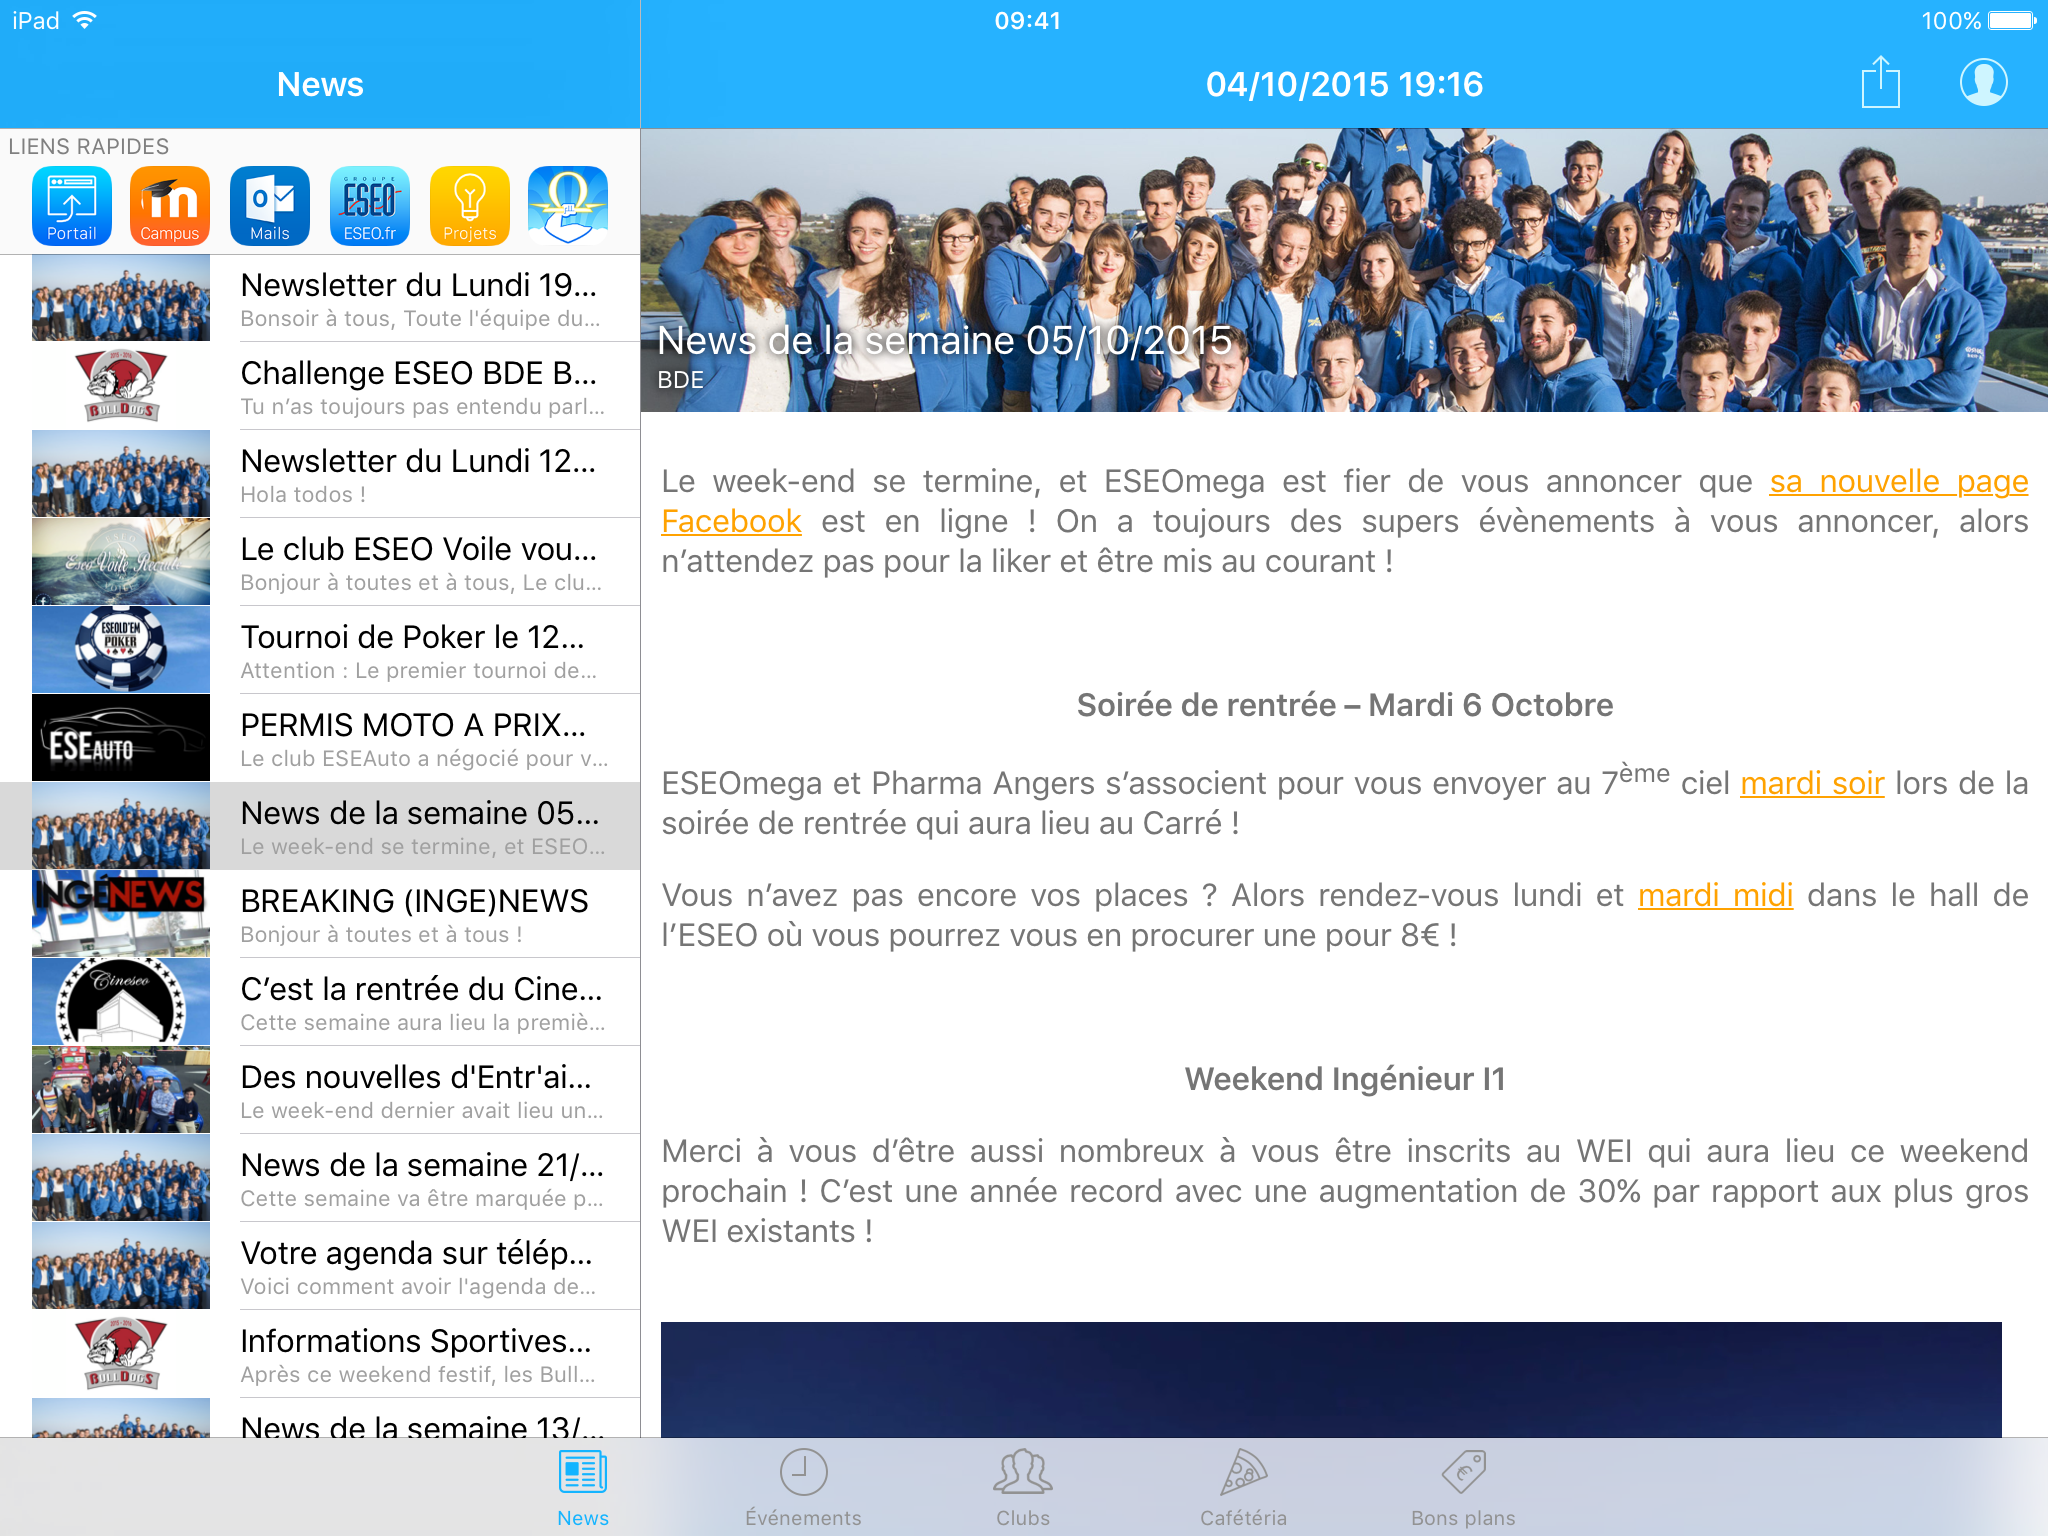 iPad
09:41
100%
News
04/10/2015 19:16
LIENS RAPIDES
Portail
Campus
Mails
GROUPE
ESEO
ESEO.fr
Projets
Newsletter du Lundi 19...
Bonsoir à tous, Toute l'équipe du...
BULLDOGS
Challenge ESEO BDE B...
Tu n’as toujours pas entendu parl...
Newsletter du Lundi 12...
Hola todos !
Le club ESEO Voile vou...
Bonjour à toutes et à tous, Le clu...
ESEOLD'EM
POKER
Tournoi de Poker le 12...
Attention : Le premier tournoi de...
ESEAUTO
PERMIS MOTO A PRIX...
Le club ESEAuto a négocié pour v...
News de la semaine 05...
Le week-end se termine, et ESEO...
INGÉNEWS
BREAKING (INGE)NEWS
Bonjour à toutes et à tous !
Cineseo
C’est la rentrée du Cine...
Cette semaine aura lieu la premiè...
Des nouvelles d'Entr'ai...
Le week-end dernier avait lieu un...
News de la semaine 21/...
Cette semaine va être marquée p...
Votre agenda sur télép...
Voici comment avoir l'agenda de...
BULLDOGS
Informations Sportives...
Après ce weekend festif, les Bull...
News de la semaine 13/...
News de la semaine 05/10/2015
BDE
Le week-end se termine, et ESEOmega est fier de vous annoncer que sa nouvelle page
Facebook est en ligne ! On a toujours des supers évènements à vous annoncer, alors
n’attendez pas pour la liker et être mis au courant !
Soirée de rentrée – Mardi 6 Octobre
ESEOmega et Pharma Angers s’associent pour vous envoyer au 7ème ciel mardi soir lors de la
soirée de rentrée qui aura lieu au Carré !
Vous n’avez pas encore vos places ? Alors rendez-vous lundi et mardi midi dans le hall de
l’ESEO où vous pourrez vous en procurer une pour 8€ !
Weekend Ingénieur I1
Merci à vous d’être aussi nombreux à vous être inscrits au WEI qui aura lieu ce weekend
prochain ! C’est une année record avec une augmentation de 30% par rapport aux plus gros
WEI existants !
News
Événements
Clubs
Cafétéria
Bons plans